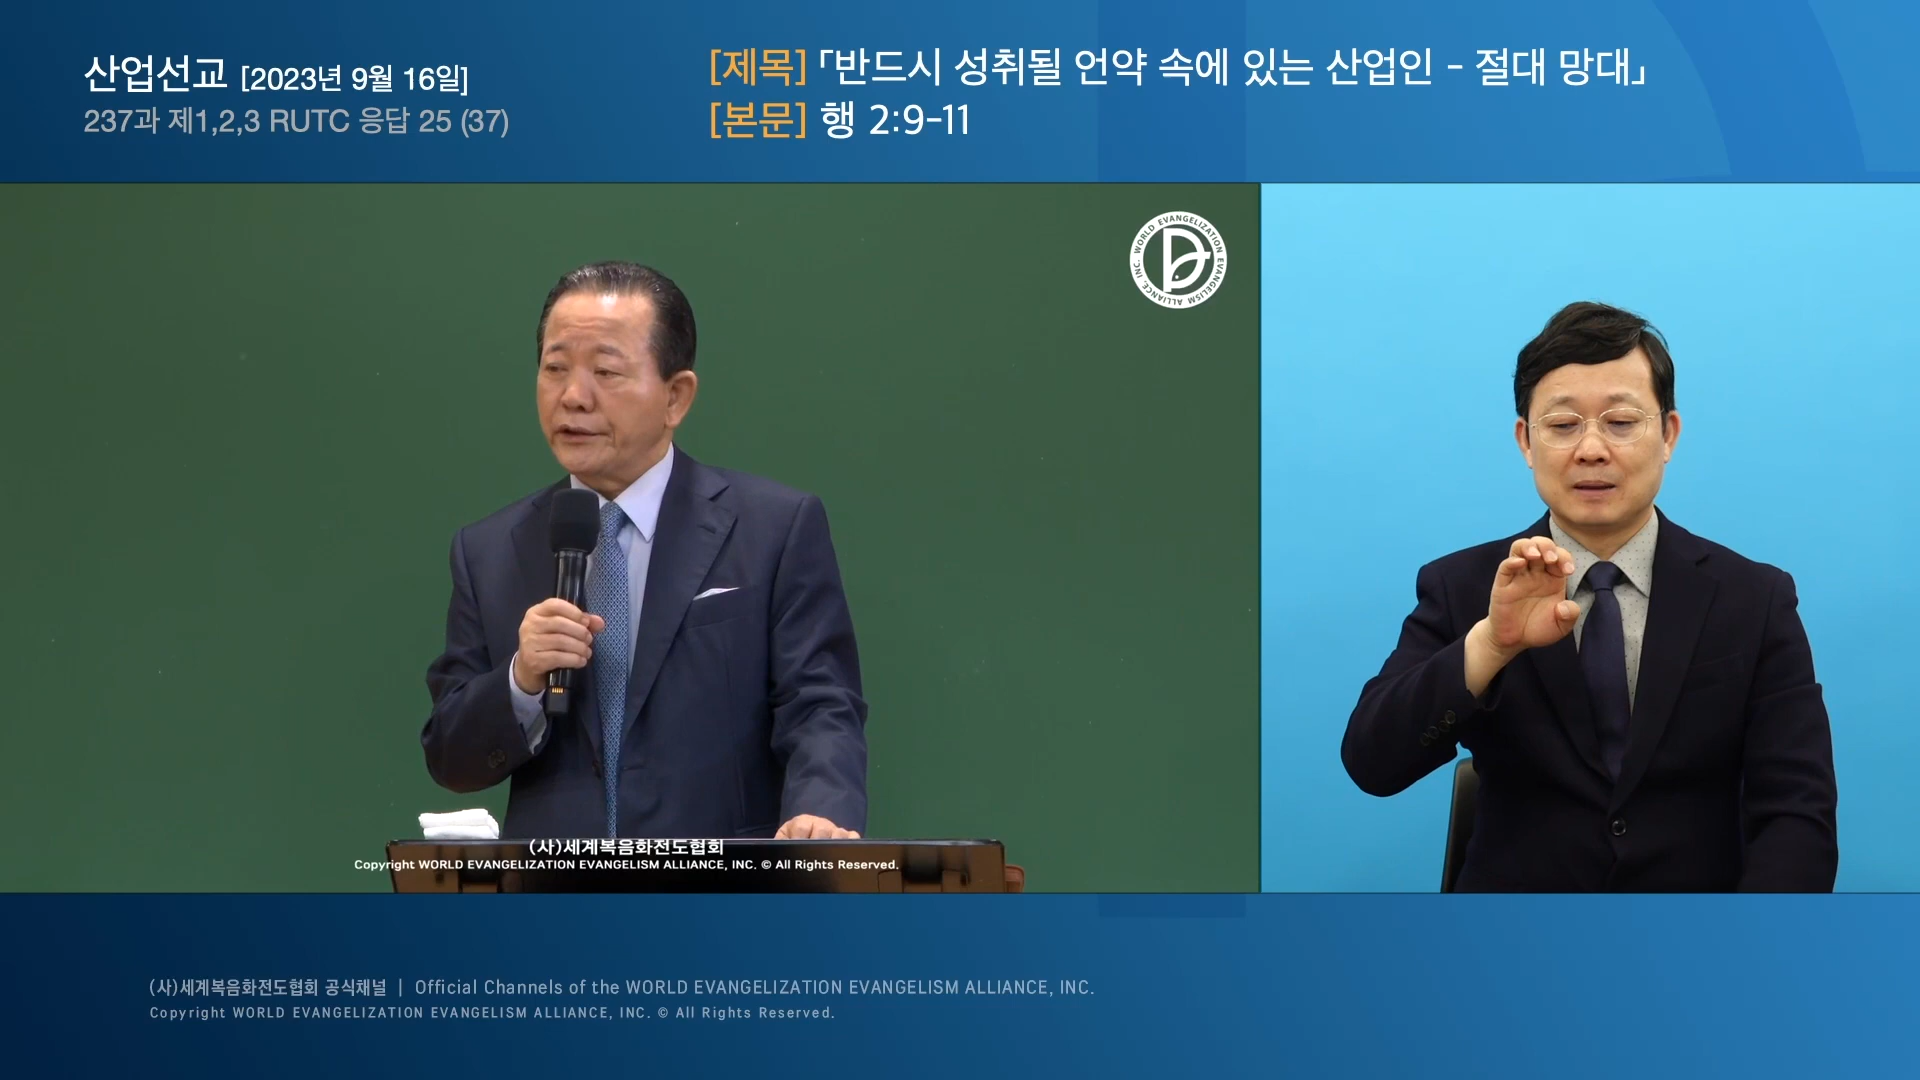 산업선교 [2023년 9월 16일]
237과 제1,2,3 RUTC 응답 25 (37)
[제목] 「반드시 성취될 언약 속에 있는 산업인 - 절대 망대」
[본문] 행 2:9-11
WORLD EVANGELIZATION EVANGELISM ALLIANCE, INC.
(사)세계복음화전도협회
Copyright WORLD EVANGELIZATION EVANGELISM ALLIANCE, INC. © All Rights Reserved.
(사)세계복음화전도협회 공식채널 | Official Channels of the WORLD EVANGELIZATION EVANGELISM ALLIANCE, INC.
Copyright WORLD EVANGELIZATION EVANGELISM ALLIANCE, INC. © All Rights Reserved.